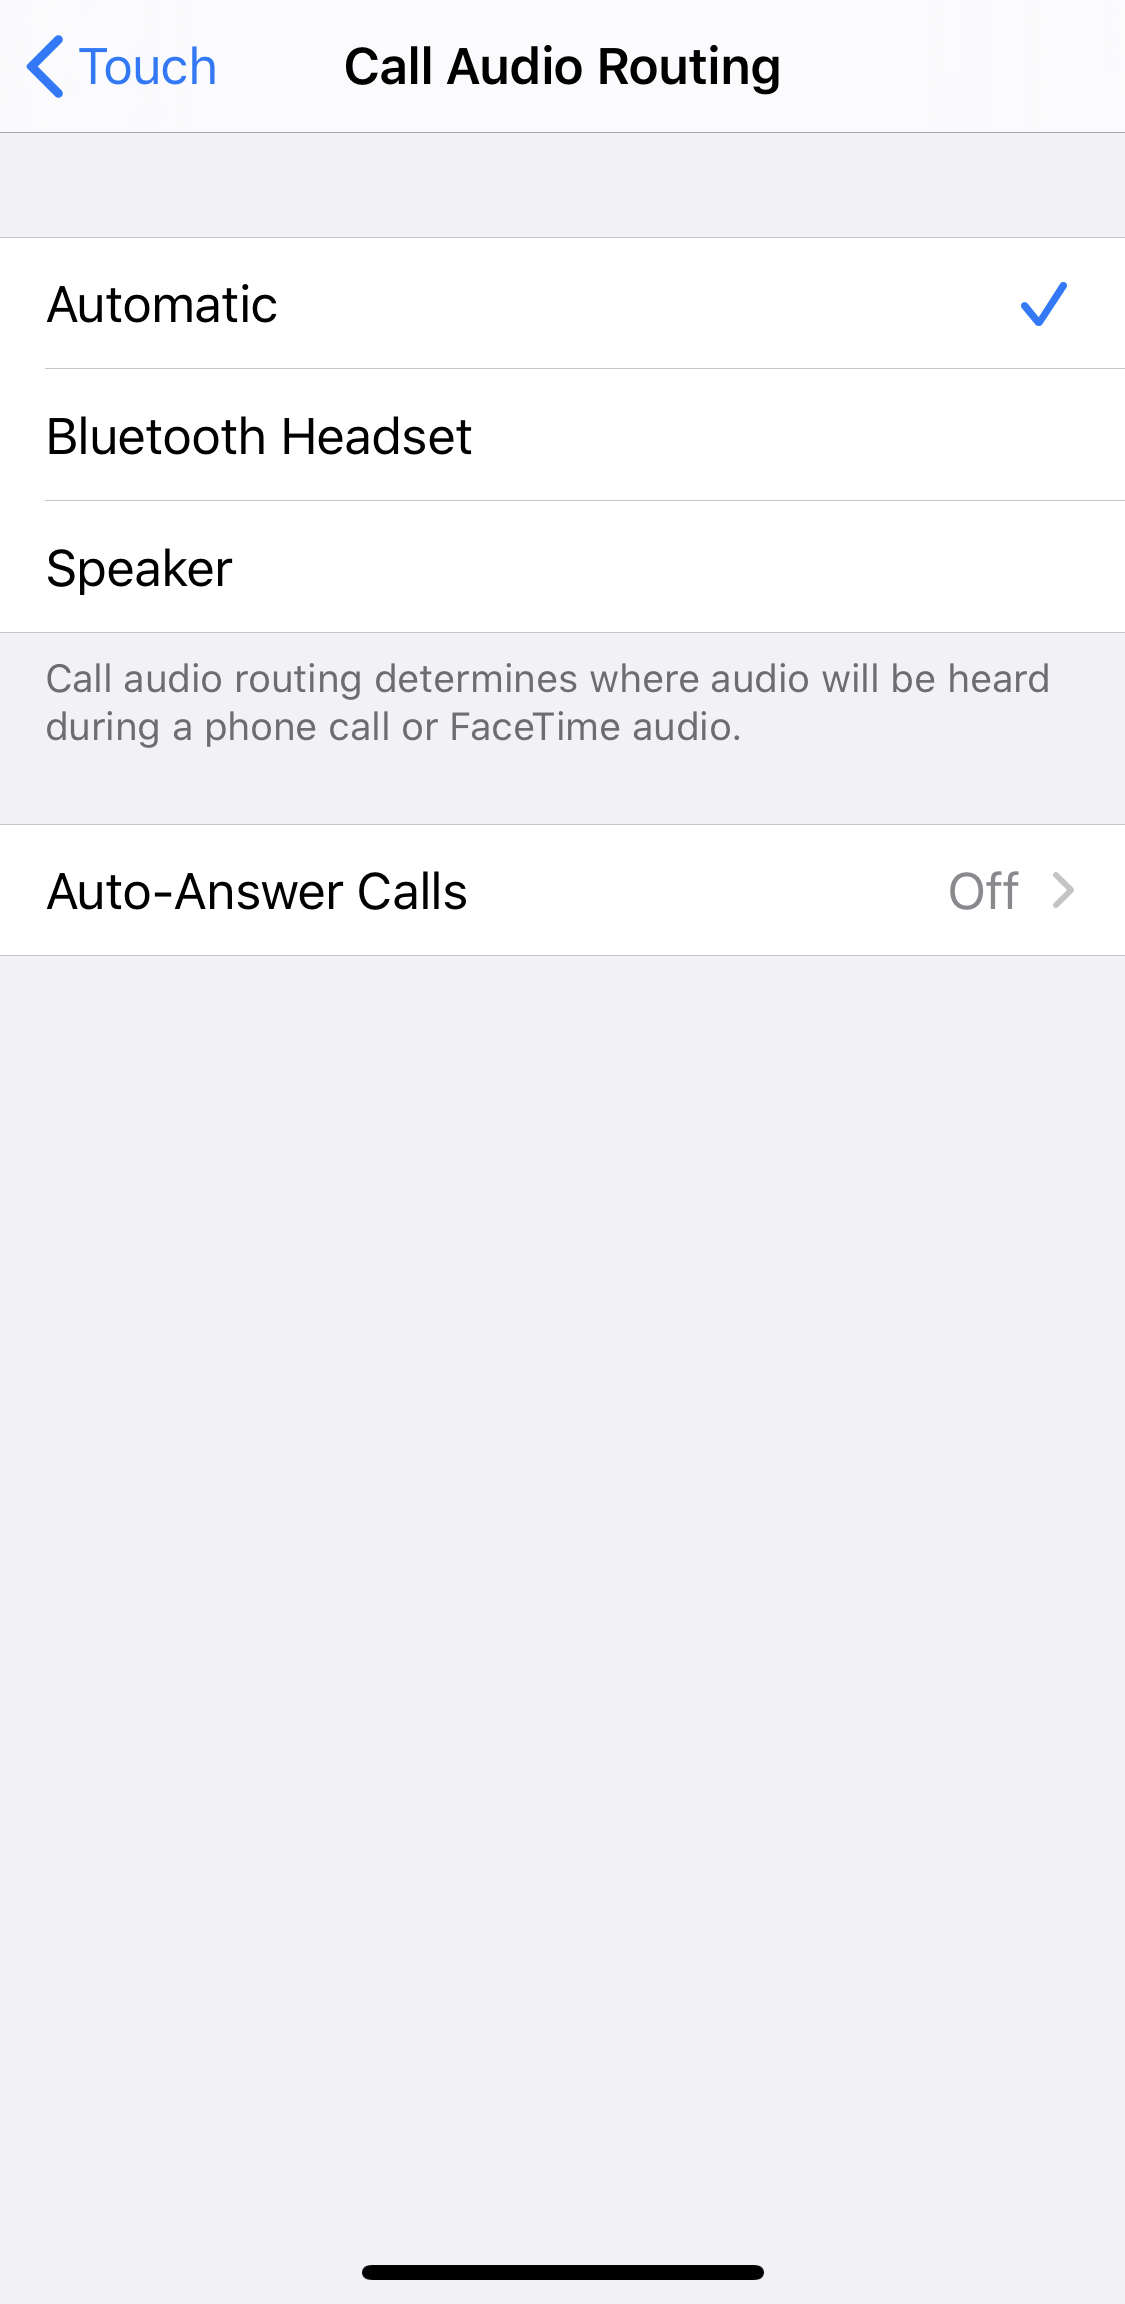 Touch
Call Audio Routing
Automatic
Bluetooth Headset
Speaker
Call audio routing determines where audio will be heard
during a phone call or FaceTime audio.
Auto-Answer Calls Off